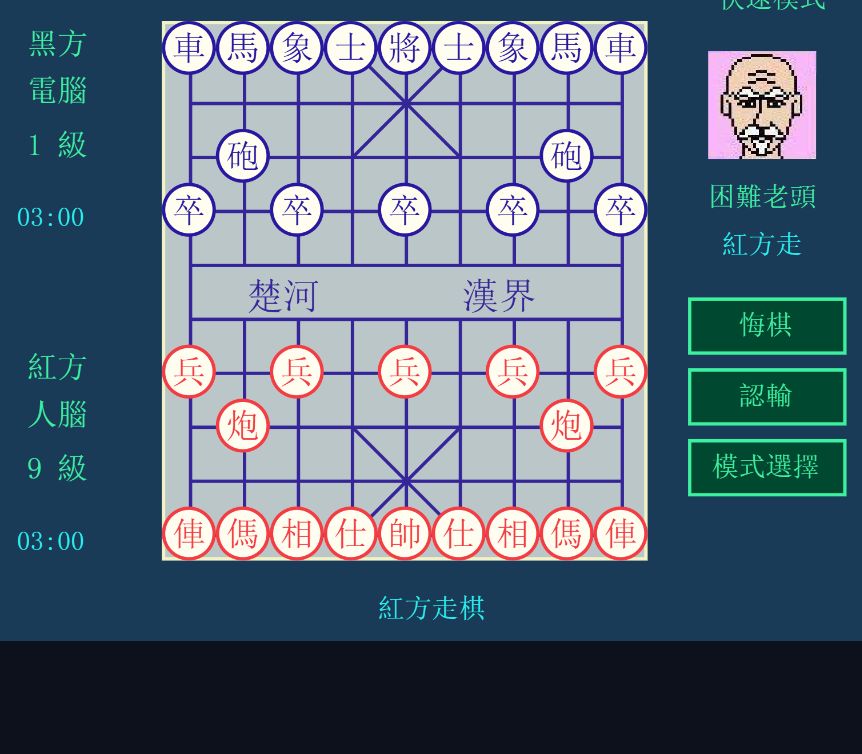 快速模式
黑方
電腦
1 級
03:00
車馬象士將士象馬車
砲 砲
卒 卒 卒 卒 卒
楚河 漢界
兵 兵 兵 兵 兵
炮 炮
俥傌相仕帥仕相傌俥
紅方
人腦
9 級
03:00
困難老頭
紅方走
悔棋
認輸
模式選擇
紅方走棋